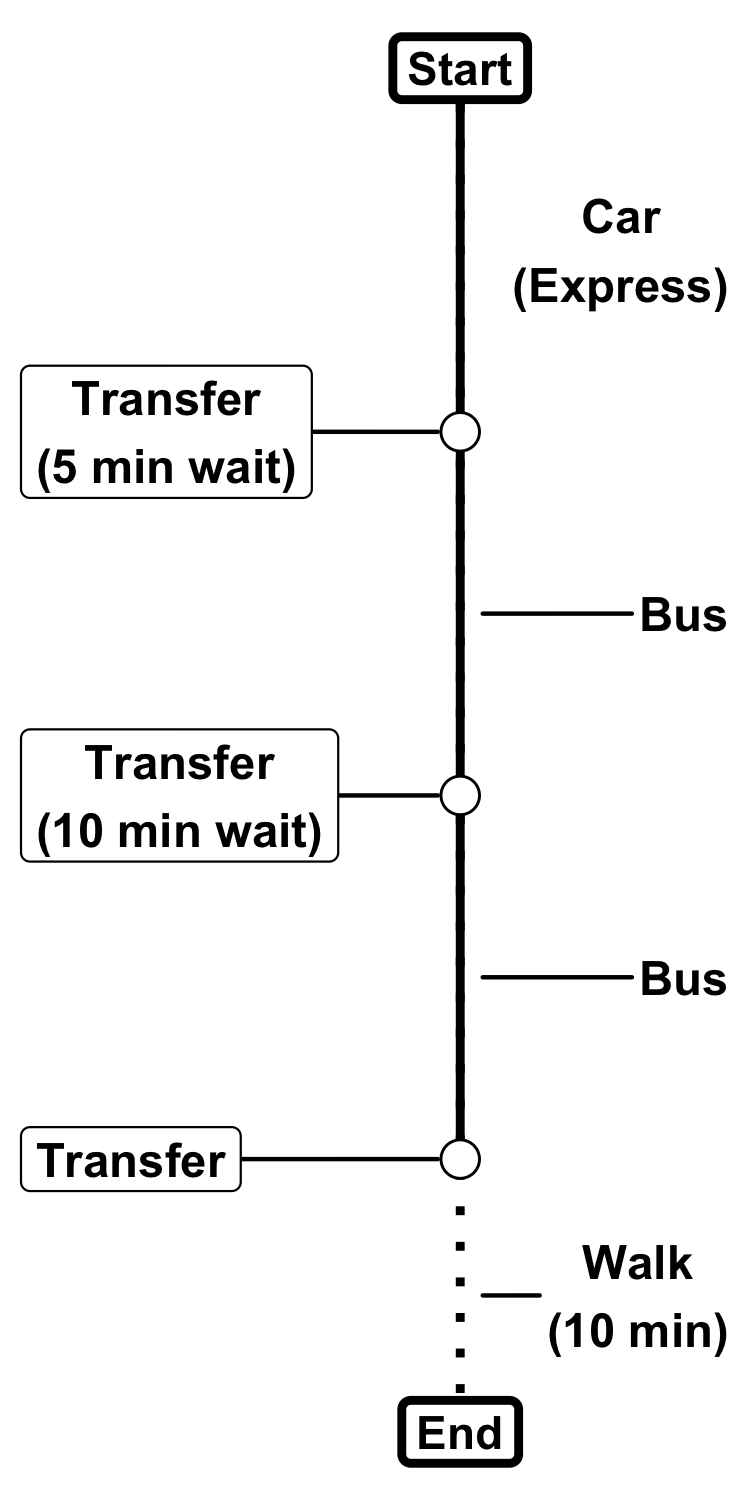 Start
Car
(Express)
Transfer
(5 min wait)
Bus
Transfer
(10 min wait)
Bus
Transfer
Walk
(10 min)
End